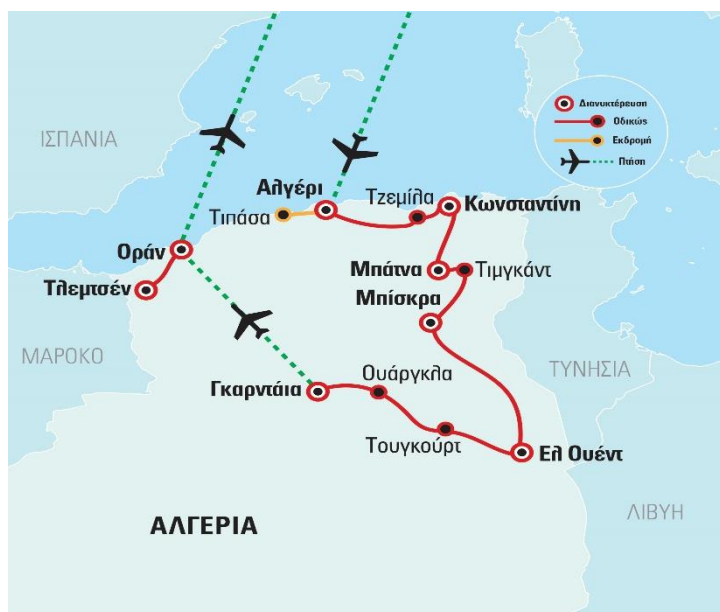 Διανυκτέρευση
Οδικώς
Εκδρομή
Πτήση
ΙΣΠΑΝΙΑ
Αλγέρι
Τζεμίλα
Κωνσταντίνη
Τιπάσα
Οράν
Τλεμτσέν
Μπάτνα
Τιμγκάντ
Μπίσκρα
ΜΑΡΟΚΟ
ΤΥΝΗΣΙΑ
Γκαρντάια
Ουάργκλα
Τουγκούρτ
Ελ Ουέντ
ΑΛΓΕΡΙΑ
ΛΙΒΥΗ